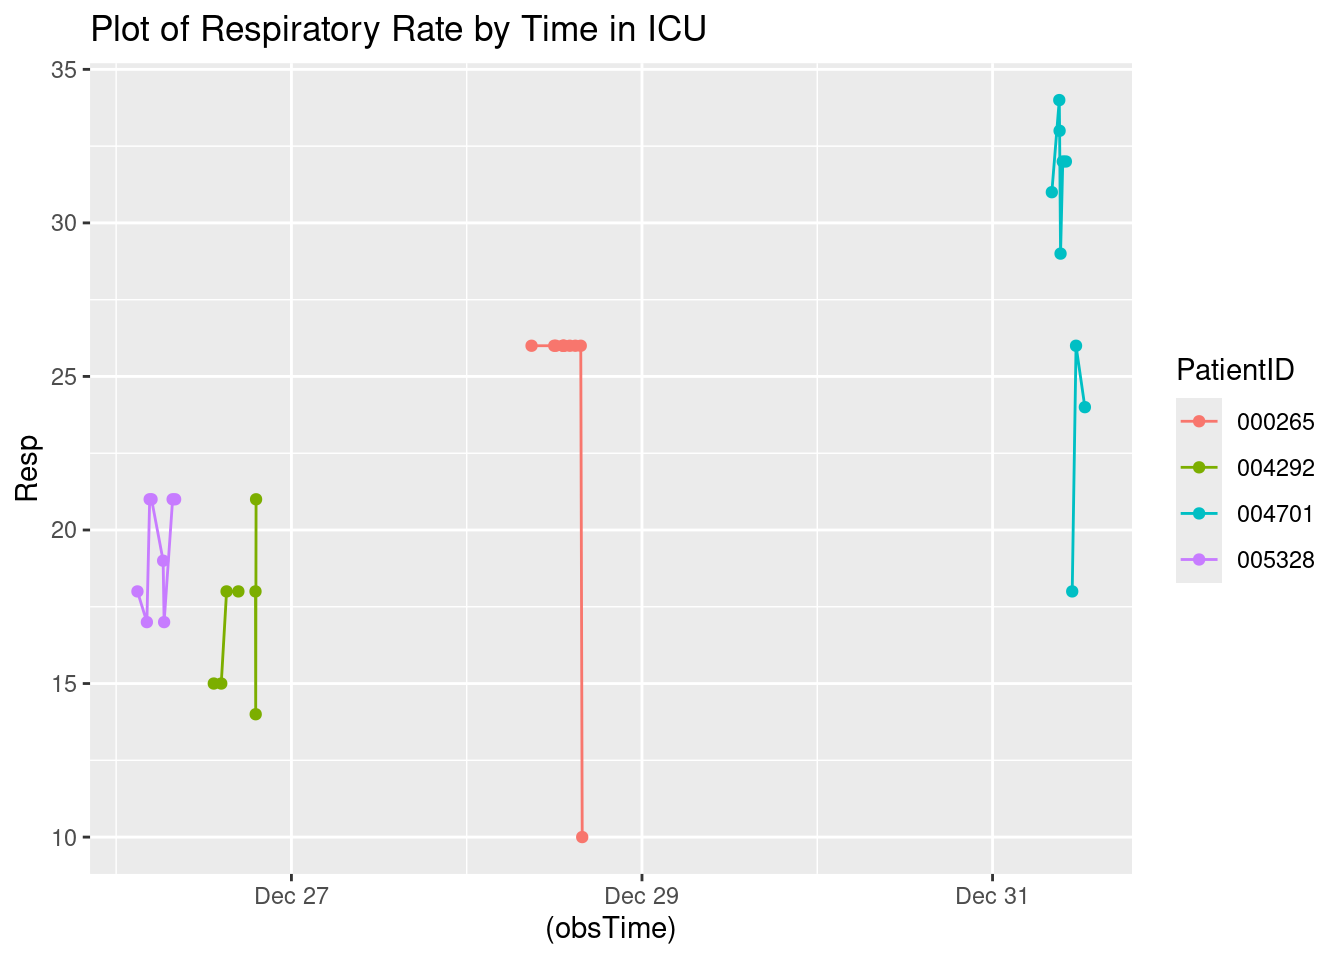 Plot of Respiratory Rate by Time in ICU
35
30
25
20
15
10
Resp
Dec 27
Dec 29
Dec 31
(obsTime)
PatientID
000265
004292
004701
005328